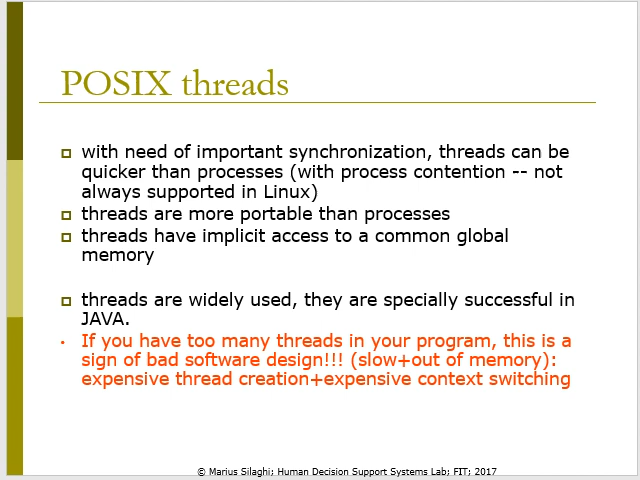 POSIX threads
with need of important synchronization, threads can be
quicker than processes (with process contention -- not
always supported in Linux)
threads are more portable than processes
threads have implicit access to a common global
memory
threads are widely used, they are specially successful in
JAVA.
If you have too many threads in your program, this is a
sign of bad software design!!! (slow+out of memory):
expensive thread creation+expensive context switching
© Marius Silaghi; Human Decision Support Systems Lab; FIT; 2017